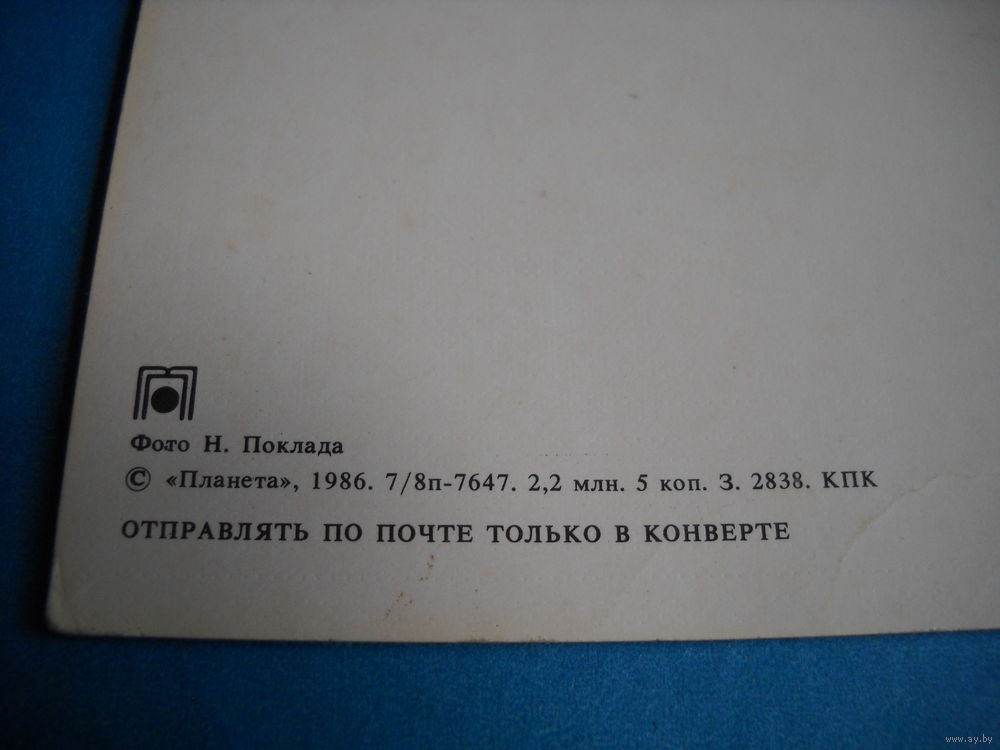 Фото Н. Поклада
© «Планета», 1986. 7/8п-7647. 2,2 млн. 5 коп. З. 2838. КПК
ОТПРАВЛЯТЬ ПО ПОЧТЕ ТОЛЬКО В КОНВЕРТЕ
www.ay.by